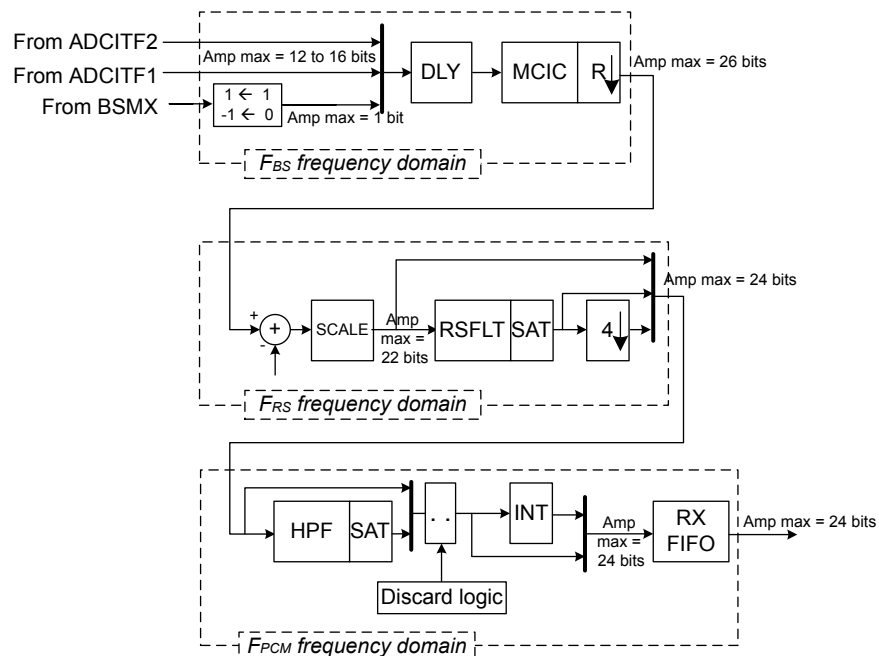 From ADCITF2
Amp max = 12 to 16 bits
From ADCITF1
From BSMX
1 ← 1
-1 ← 0
Amp max = 1 bit
DLY
MCIC
R
Amp max = 26 bits
FBS frequency domain
+
-
+
SCALE
Amp
max =
22 bits
RSFLT
SAT
4
Amp max = 24 bits
FRS frequency domain
HPF
SAT
. .
INT
Amp
max =
24 bits
RX
FIFO
Amp max = 24 bits
Discard logic
FPCM frequency domain